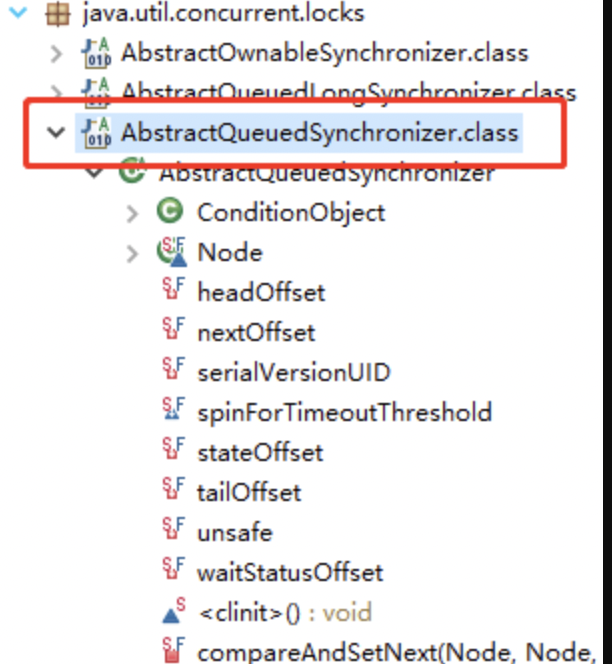 java.util.concurrent.locks
AbstractOwnableSynchronizer.class
AbstractQueuedLongSynchronizer.class
AbstractQueuedSynchronizer.class
AbstractQueuedSynchronizer
ConditionObject
Node
headOffset
nextOffset
serialVersionUID
spinForTimeoutThreshold
stateOffset
tailOffset
unsafe
waitStatusOffset
<clinit>() : void
compareAndSetNext(Node, Node,